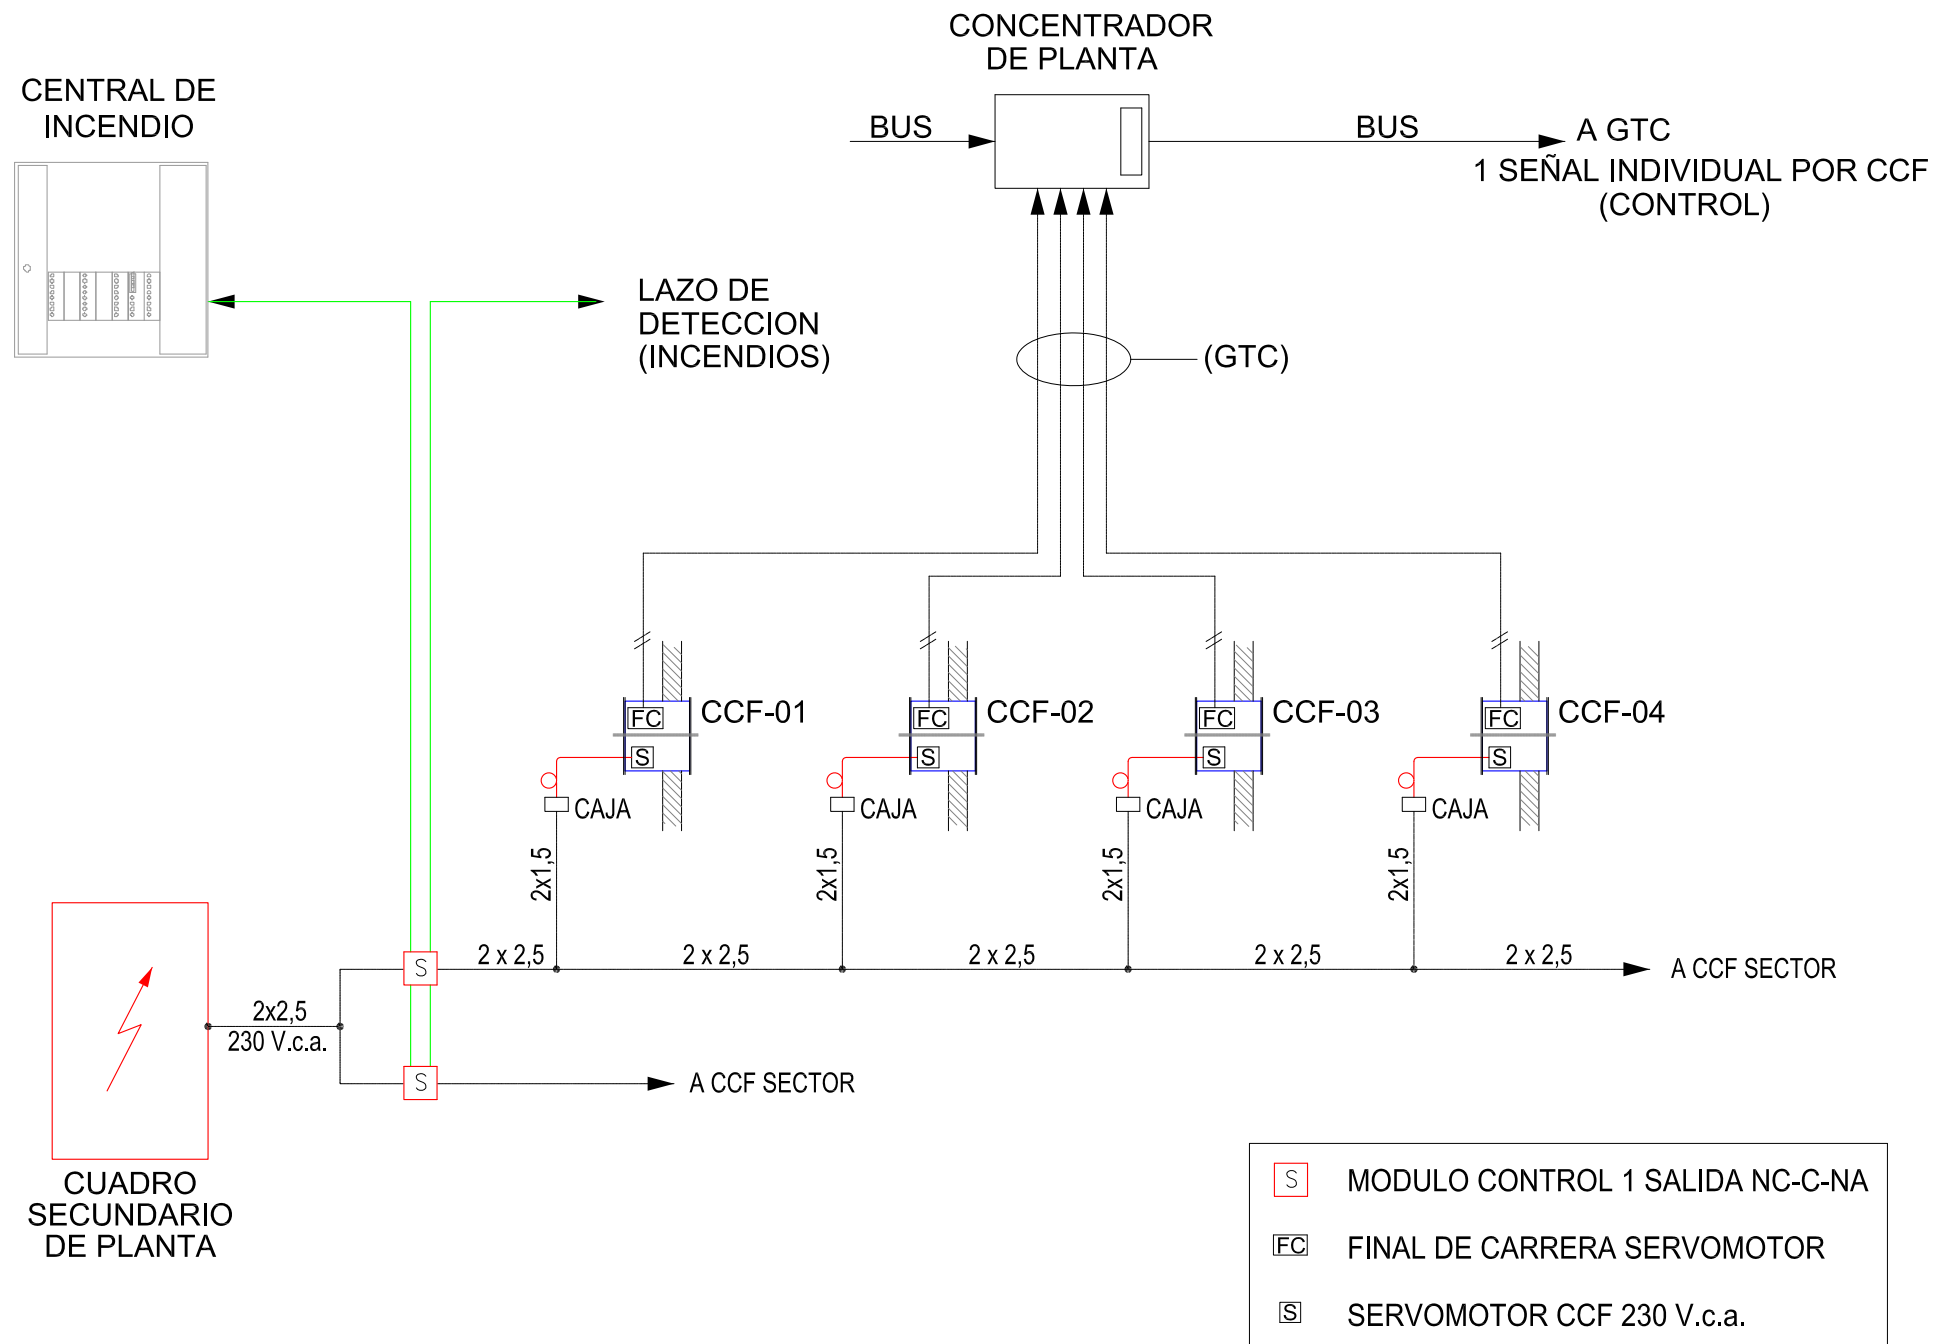 CONCENTRADOR
DE PLANTA
CENTRAL DE
INCENDIO
BUS
BUS
A GTC
1 SEÑAL INDIVIDUAL POR CCF
(CONTROL)
LAZO DE
DETECCION
(INCENDIOS)
(GTC)
FC
CCF-01
FC
CCF-02
FC
CCF-03
FC
CCF-04
S
S
S
S
CAJA
CAJA
CAJA
CAJA
2x1,5
2x1,5
2x1,5
2x1,5
S
2 x 2,5
2 x 2,5
2 x 2,5
2 x 2,5
2 x 2,5
A CCF SECTOR
2x2,5
230 V.c.a.
S
A CCF SECTOR
CUADRO
SECUNDARIO
DE PLANTA
S MODULO CONTROL 1 SALIDA NC-C-NA
FC FINAL DE CARRERA SERVOMOTOR
S SERVOMOTOR CCF 230 V.c.a.